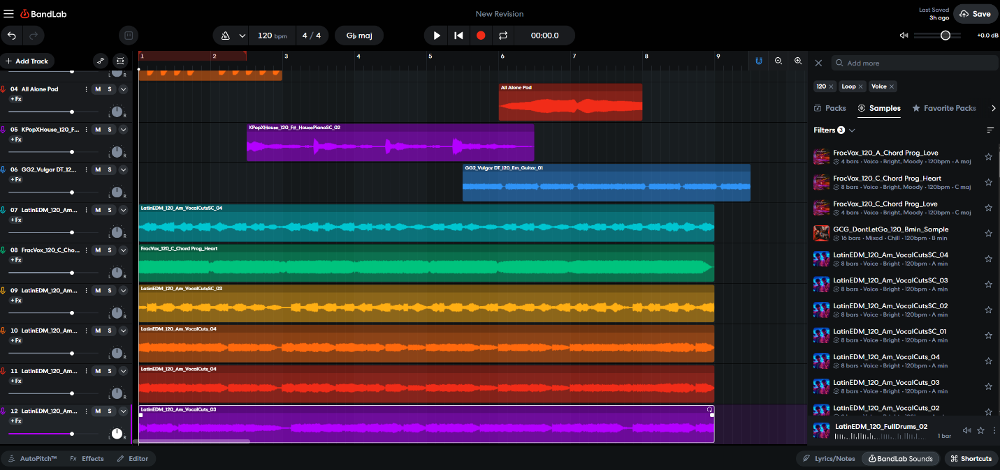 BandLab
New Revision
Last Saved
3h ago
Save
120 bpm
4 / 4
G♭ maj
00:00.0
+0.0 dB
Add Track
1 2 3 4 5 6 7 8 9
Add more
120 Loop Voice
Packs Samples Favorite Packs
Filters 3
L R
04 All Alone Pad M S
+Fx
L R
All Alone Pad
05 KPopXHouse_120_F... M S
+Fx
L R
KPopXHouse_120_F#_HousePianoSC_02
06 GG2_Vulgar DT_12... M S
+Fx
L R
GG2_Vulgar DT_120_Em_Guitar_01
07 LatinEDM_120_Am... M S
+Fx
L R
LatinEDM_120_Am_VocalCutsSC_04
08 FracVox_120_C_Cho... M S
+Fx
L R
FracVox_120_C_Chord Prog_Heart
09 LatinEDM_120_Am... M S
+Fx
L R
LatinEDM_120_Am_VocalCutsSC_03
10 LatinEDM_120_Am... M S
+Fx
L R
LatinEDM_120_Am_VocalCuts_04
11 LatinEDM_120_Am... M S
+Fx
L R
LatinEDM_120_Am_VocalCuts_04
12 LatinEDM_120_Am... M S
+Fx
L R
LatinEDM_120_Am_VocalCuts_03
FracVox_120_A_Chord Prog_Love
4 bars • Voice • Bright, Moody • 120bpm • A maj
FracVox_120_C_Chord Prog_Heart
8 bars • Voice • Bright, Moody • 120bpm • C maj
FracVox_120_C_Chord Prog_Love
4 bars • Voice • Bright, Moody • 120bpm • C maj
GCG_DontLetGo_120_Bmin_Sample
16 bars • Mixed • Chill • 120bpm • B min
LatinEDM_120_Am_VocalCutsSC_04
8 bars • Voice • Bright • 120bpm • A min
LatinEDM_120_Am_VocalCutsSC_03
8 bars • Voice • Bright • 120bpm • A min
LatinEDM_120_Am_VocalCutsSC_02
8 bars • Voice • Bright • 120bpm • A min
LatinEDM_120_Am_VocalCutsSC_01
8 bars • Voice • Bright • 120bpm • A min
LatinEDM_120_Am_VocalCuts_04
8 bars • Voice • Bright • 120bpm • A min
LatinEDM_120_Am_VocalCuts_03
8 bars • Voice • Bright • 120bpm • A min
LatinEDM_120_Am_VocalCuts_02
LatinEDM_120_FullDrums_02
1 bar
AutoPitch™ Fx Effects Editor
Lyrics/Notes BandLab Sounds Shortcuts